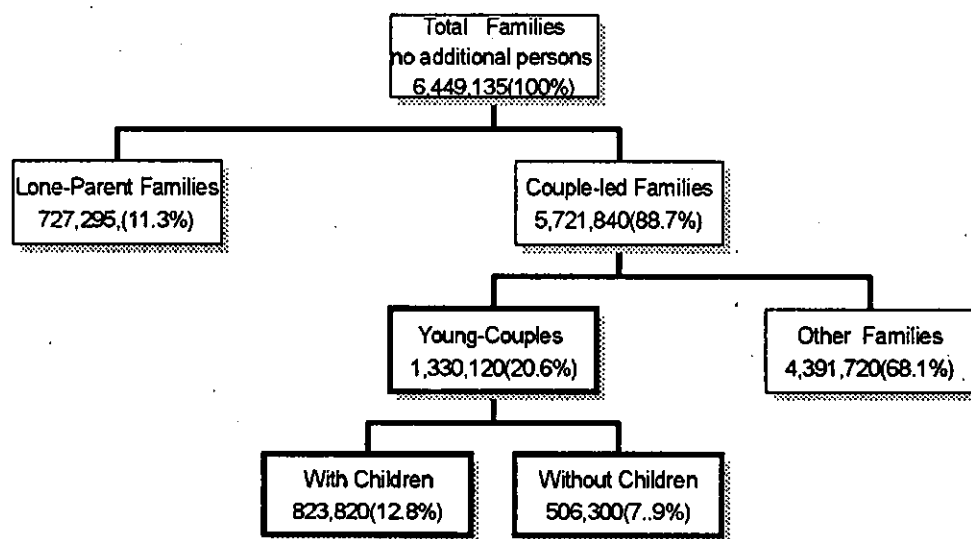 Total Families
no additional persons
6,449,135(100%)
Lone-Parent Families
727,295,(11.3%)
Couple-led Families
5,721,840(88.7%)
Young-Couples
1,330,120(20.6%)
Other Families
4,391,720(68.1%)
With Children
823,820(12.8%)
Without Children
506,300(7..9%)